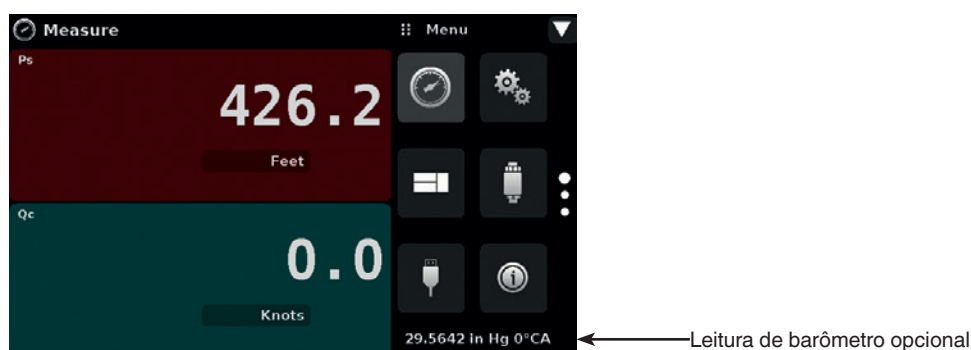 Measure
Menu
Ps
426.2
Feet
Qc
0.0
Knots
29.5642 in Hg 0°CA
Leitura de barômetro opcional